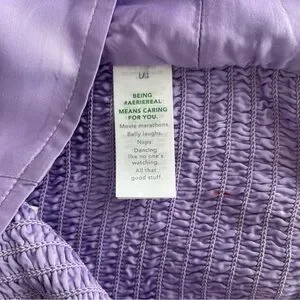 BEING
#AERIEREAL
MEANS CARING
FOR YOU.
Movie marathons.
Belly laughs.
Naps.
Dancing
like no one's
watching.
All that
good stuff.